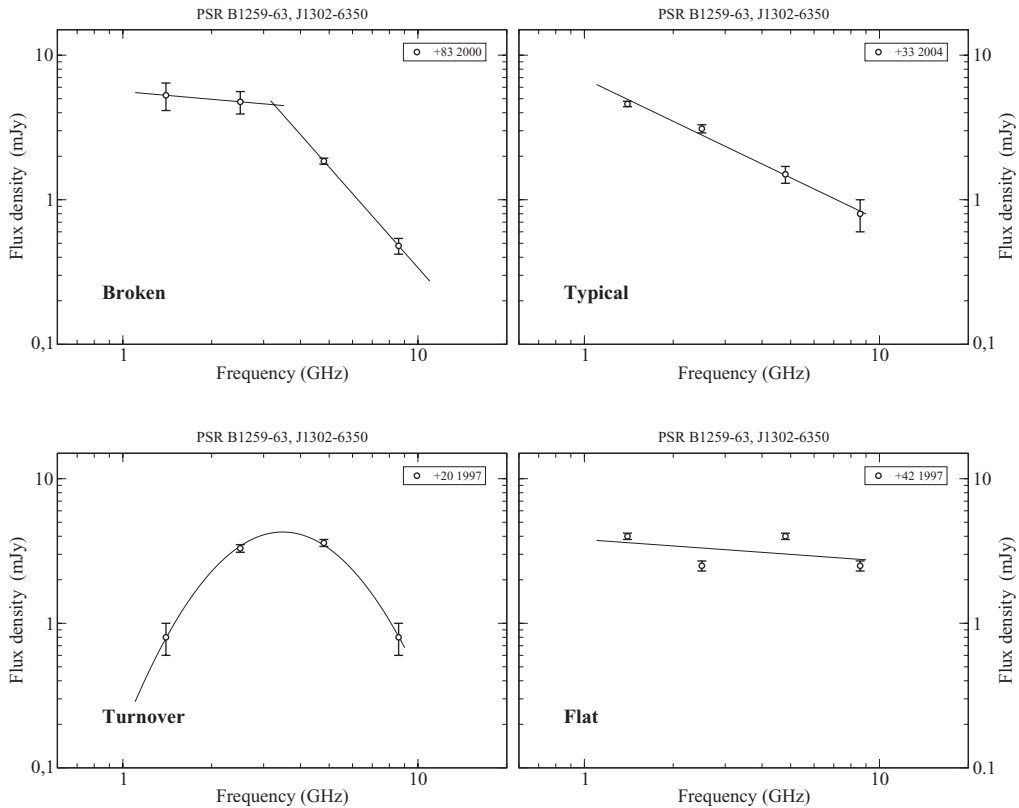 PSR B1259-63, J1302-6350
+83 2000
10
1
0,1
Flux density (mJy)
Broken
1
10
Frequency (GHz)
PSR B1259-63, J1302-6350
+33 2004
10
1
0.1
Flux density (mJy)
Typical
1
10
Frequency (GHz)
PSR B1259-63, J1302-6350
+20 1997
10
1
0,1
Flux density (mJy)
Turnover
1
10
Frequency (GHz)
PSR B1259-63, J1302-6350
+42 1997
10
1
0.1
Flux density (mJy)
Flat
1
10
Frequency (GHz)